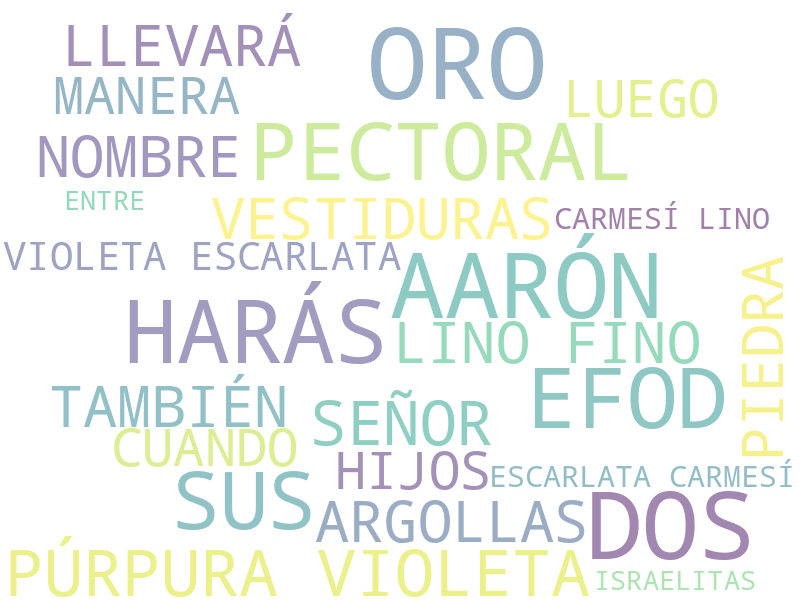 LLEVARÁ
ORO
MANERA
LUEGO
NOMBRE
PECTORAL
ENTRE
VESTIDURAS
CARMESÍ LINO
VIOLETA ESCARLATA
AARÓN
PIEDRA
HARÁS
LINO FINO
EFOD
TAMBIÉN
SEÑOR
CUANDO
HIJOS
ESCARLATA CARMESÍ
SUS
ARGOLLAS
DOS
PÚRPURA VIOLETA
ISRAELITAS